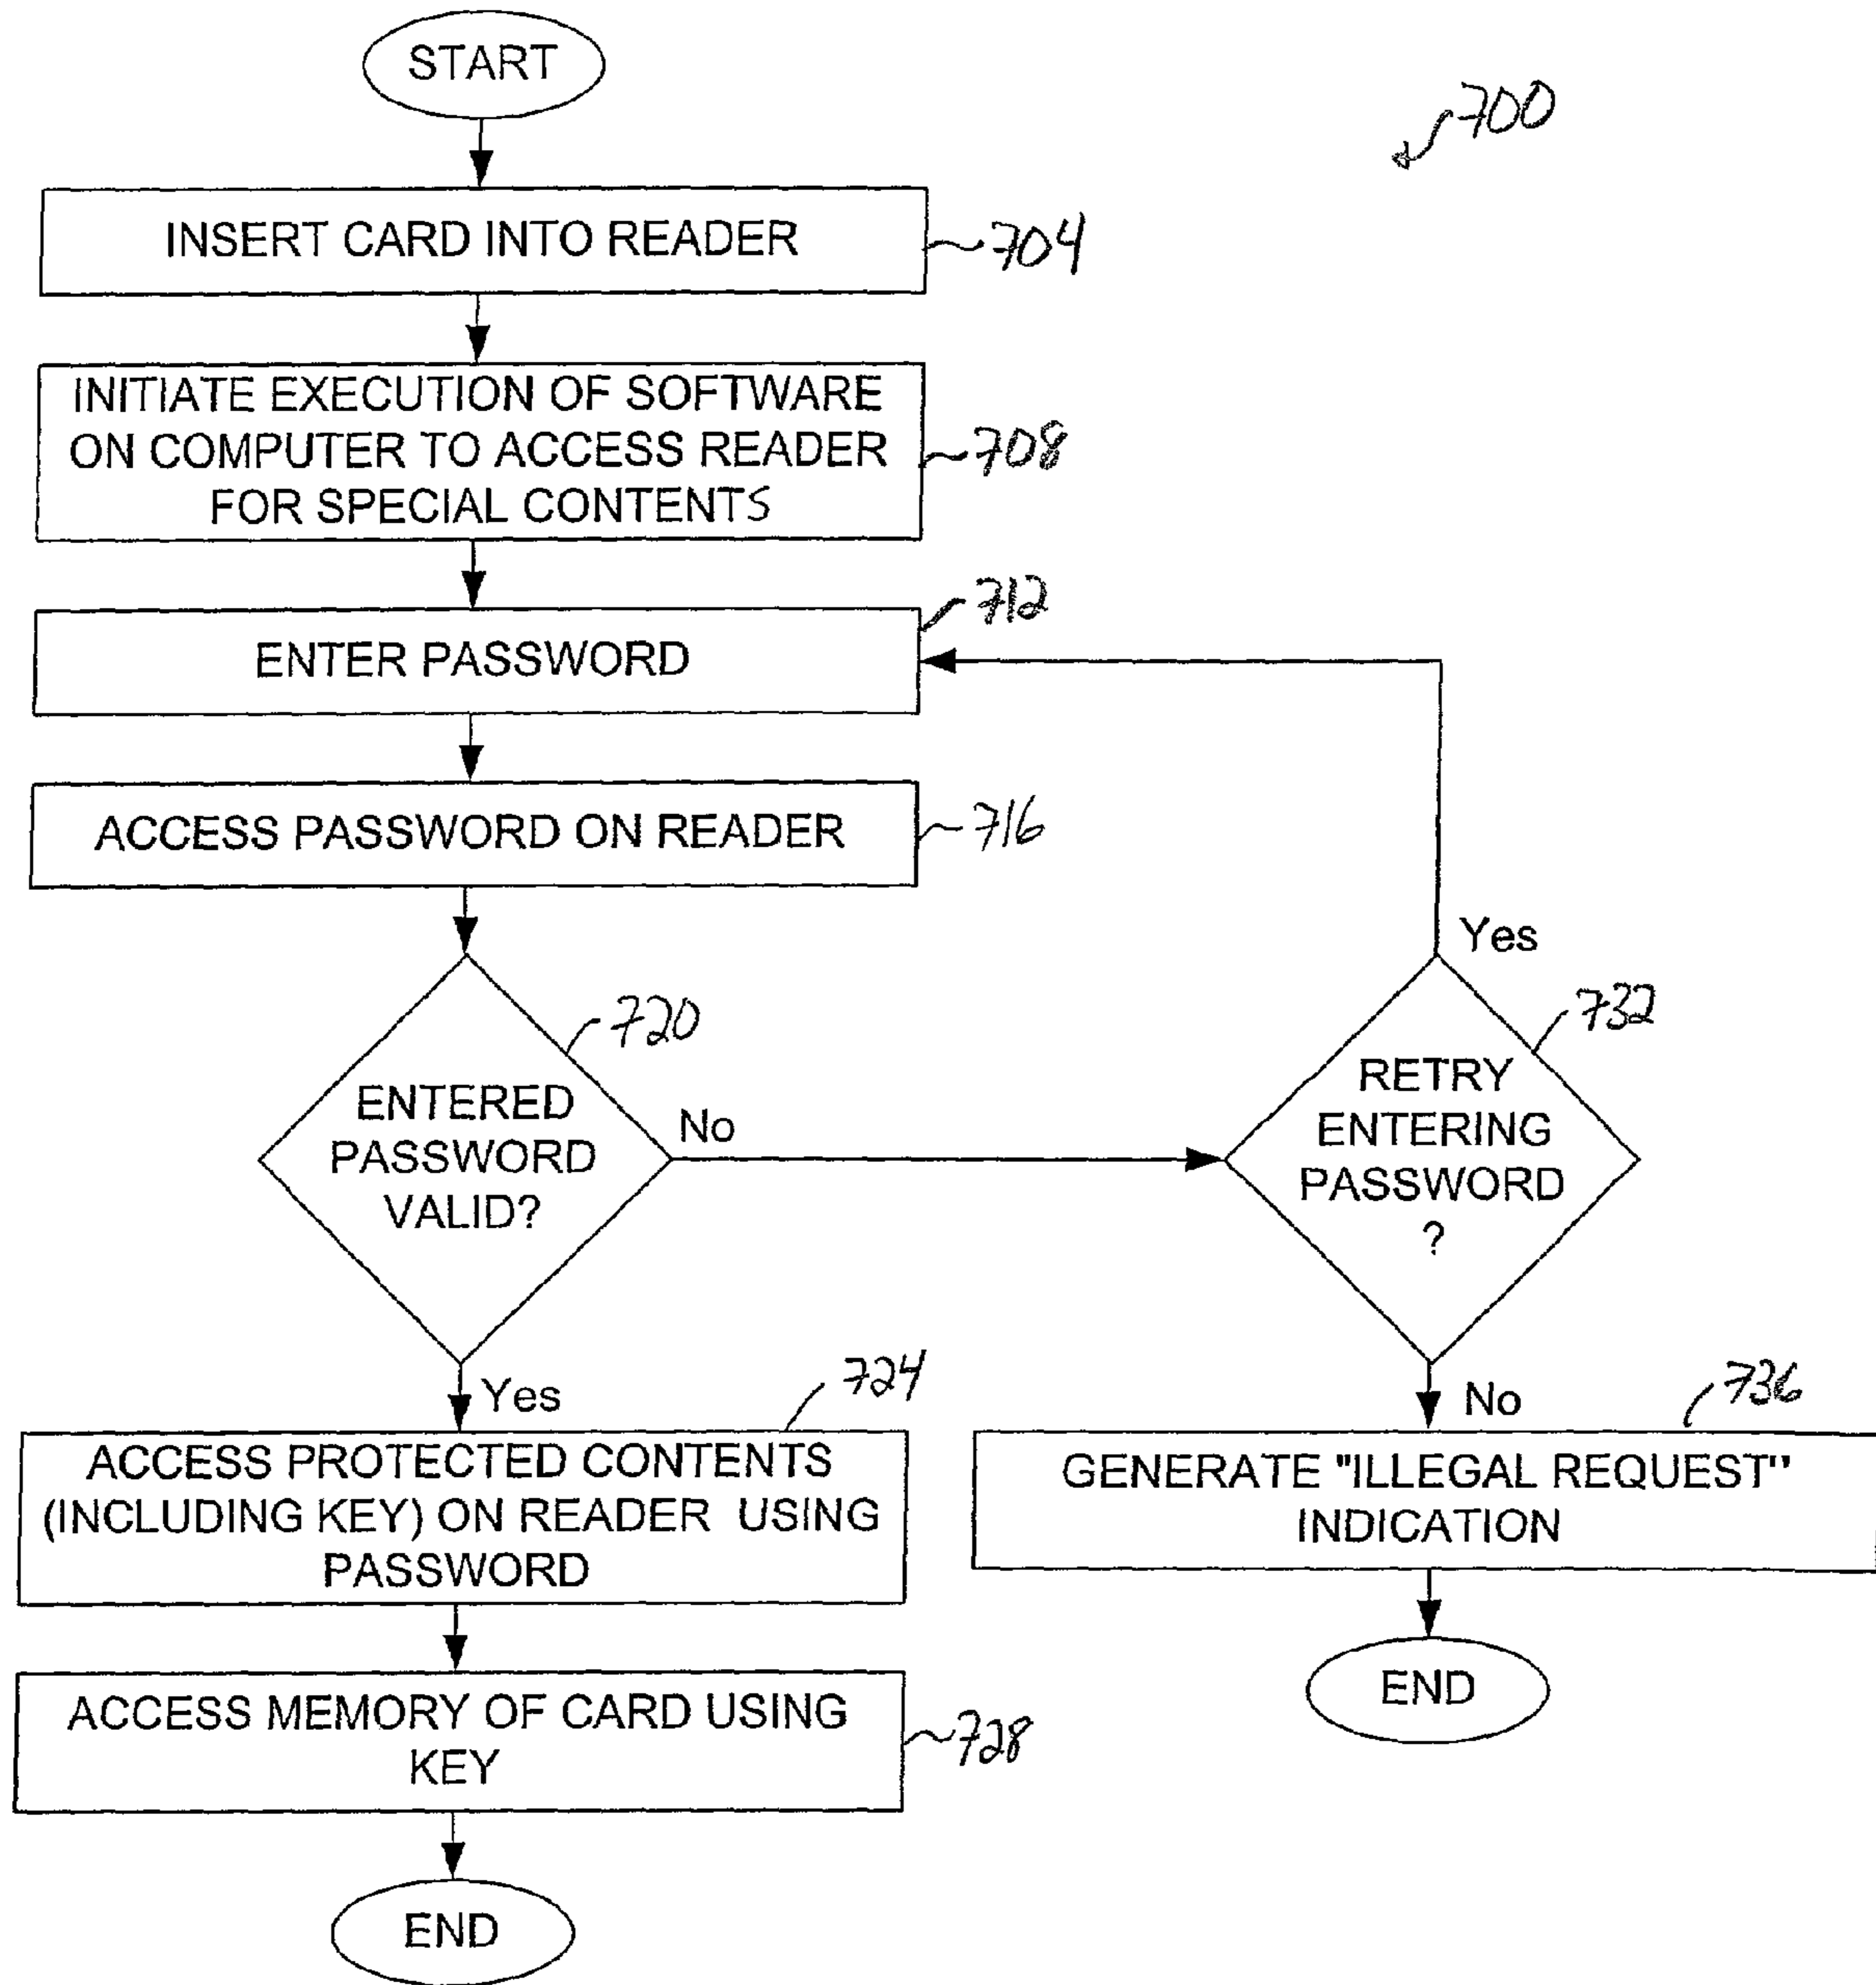 START
700
INSERT CARD INTO READER
704
INITIATE EXECUTION OF SOFTWARE
ON COMPUTER TO ACCESS READER
FOR SPECIAL CONTENTS
708
712
ENTER PASSWORD
ACCESS PASSWORD ON READER
716
Yes
720
732
ENTERED
PASSWORD
VALID?
No
RETRY
ENTERING
PASSWORD
?
Yes
724
No
736
ACCESS PROTECTED CONTENTS
(INCLUDING KEY) ON READER USING
PASSWORD
GENERATE "ILLEGAL REQUEST"
INDICATION
ACCESS MEMORY OF CARD USING
KEY
728
END
END